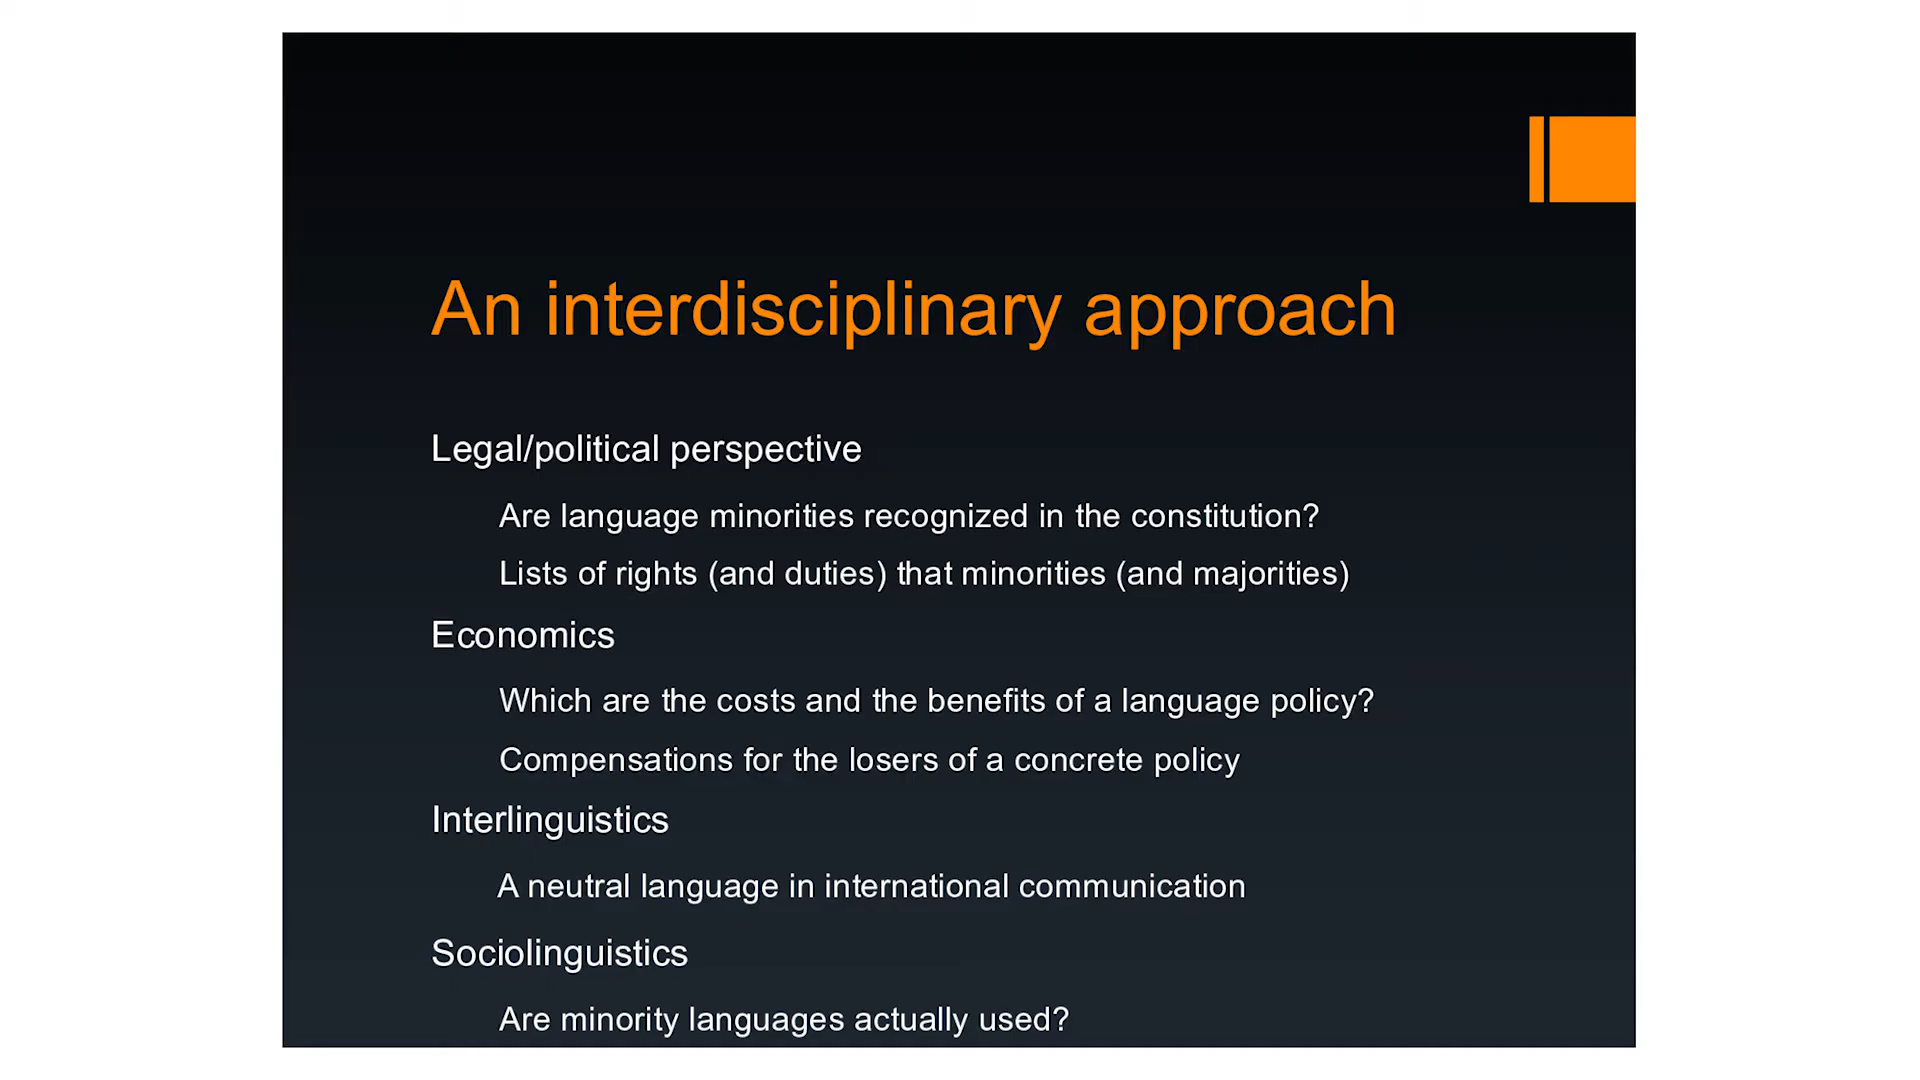 An interdisciplinary approach
Legal/political perspective
Are language minorities recognized in the constitution?
Lists of rights (and duties) that minorities (and majorities)
Economics
Which are the costs and the benefits of a language policy?
Compensations for the losers of a concrete policy
Interlinguistics
A neutral language in international communication
Sociolinguistics
Are minority languages actually used?